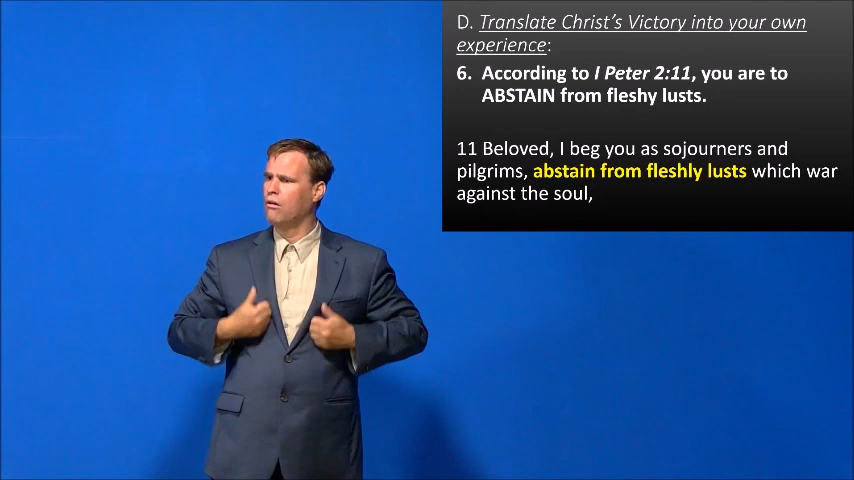 D. Translate Christ's Victory into your own
experience:
6. According to I Peter 2:11, you are to
ABSTAIN from fleshy lusts.
11 Beloved, I beg you as sojourners and
pilgrims, abstain from fleshly lusts which war
against the soul,